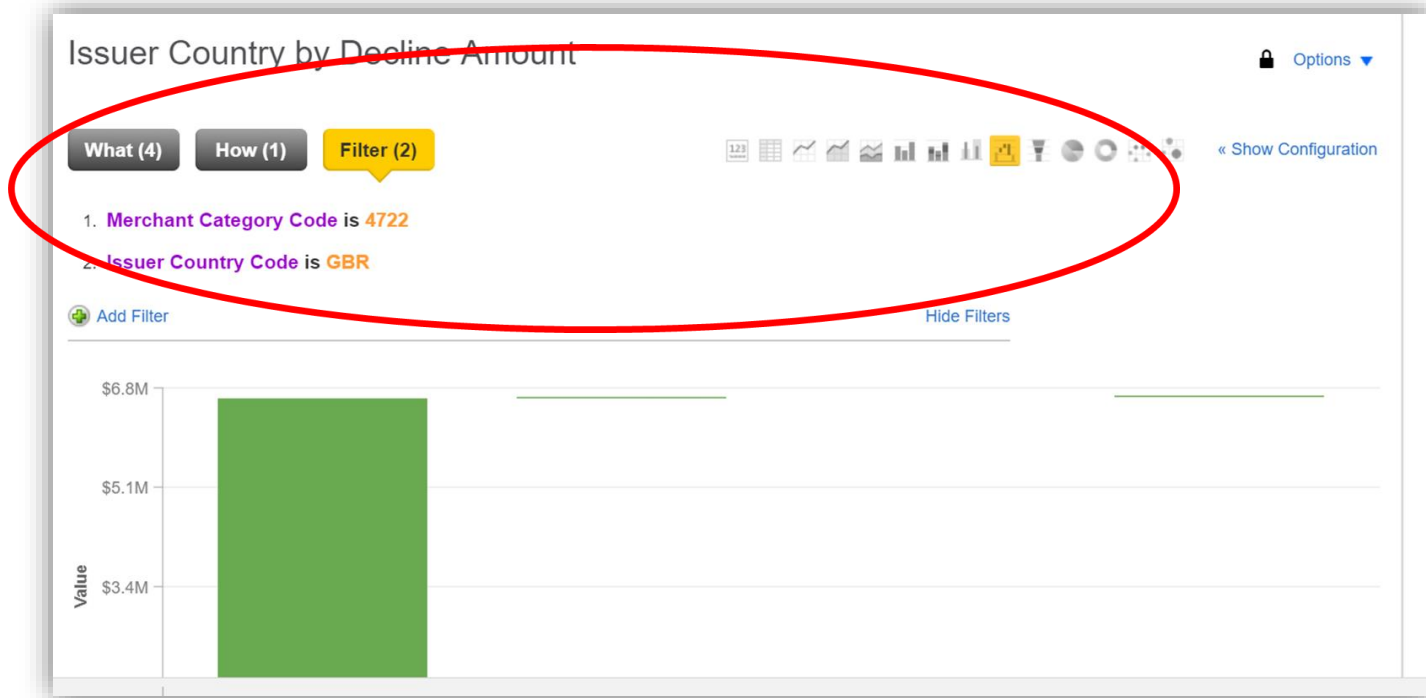 Issuer Country by Decline Amount
Options
What (4) How (1) Filter (2)
123
« Show Configuration
1. Merchant Category Code is 4722
2. Issuer Country Code is GBR
Add Filter
Hide Filters
$6.8M
$5.1M
$3.4M
Value